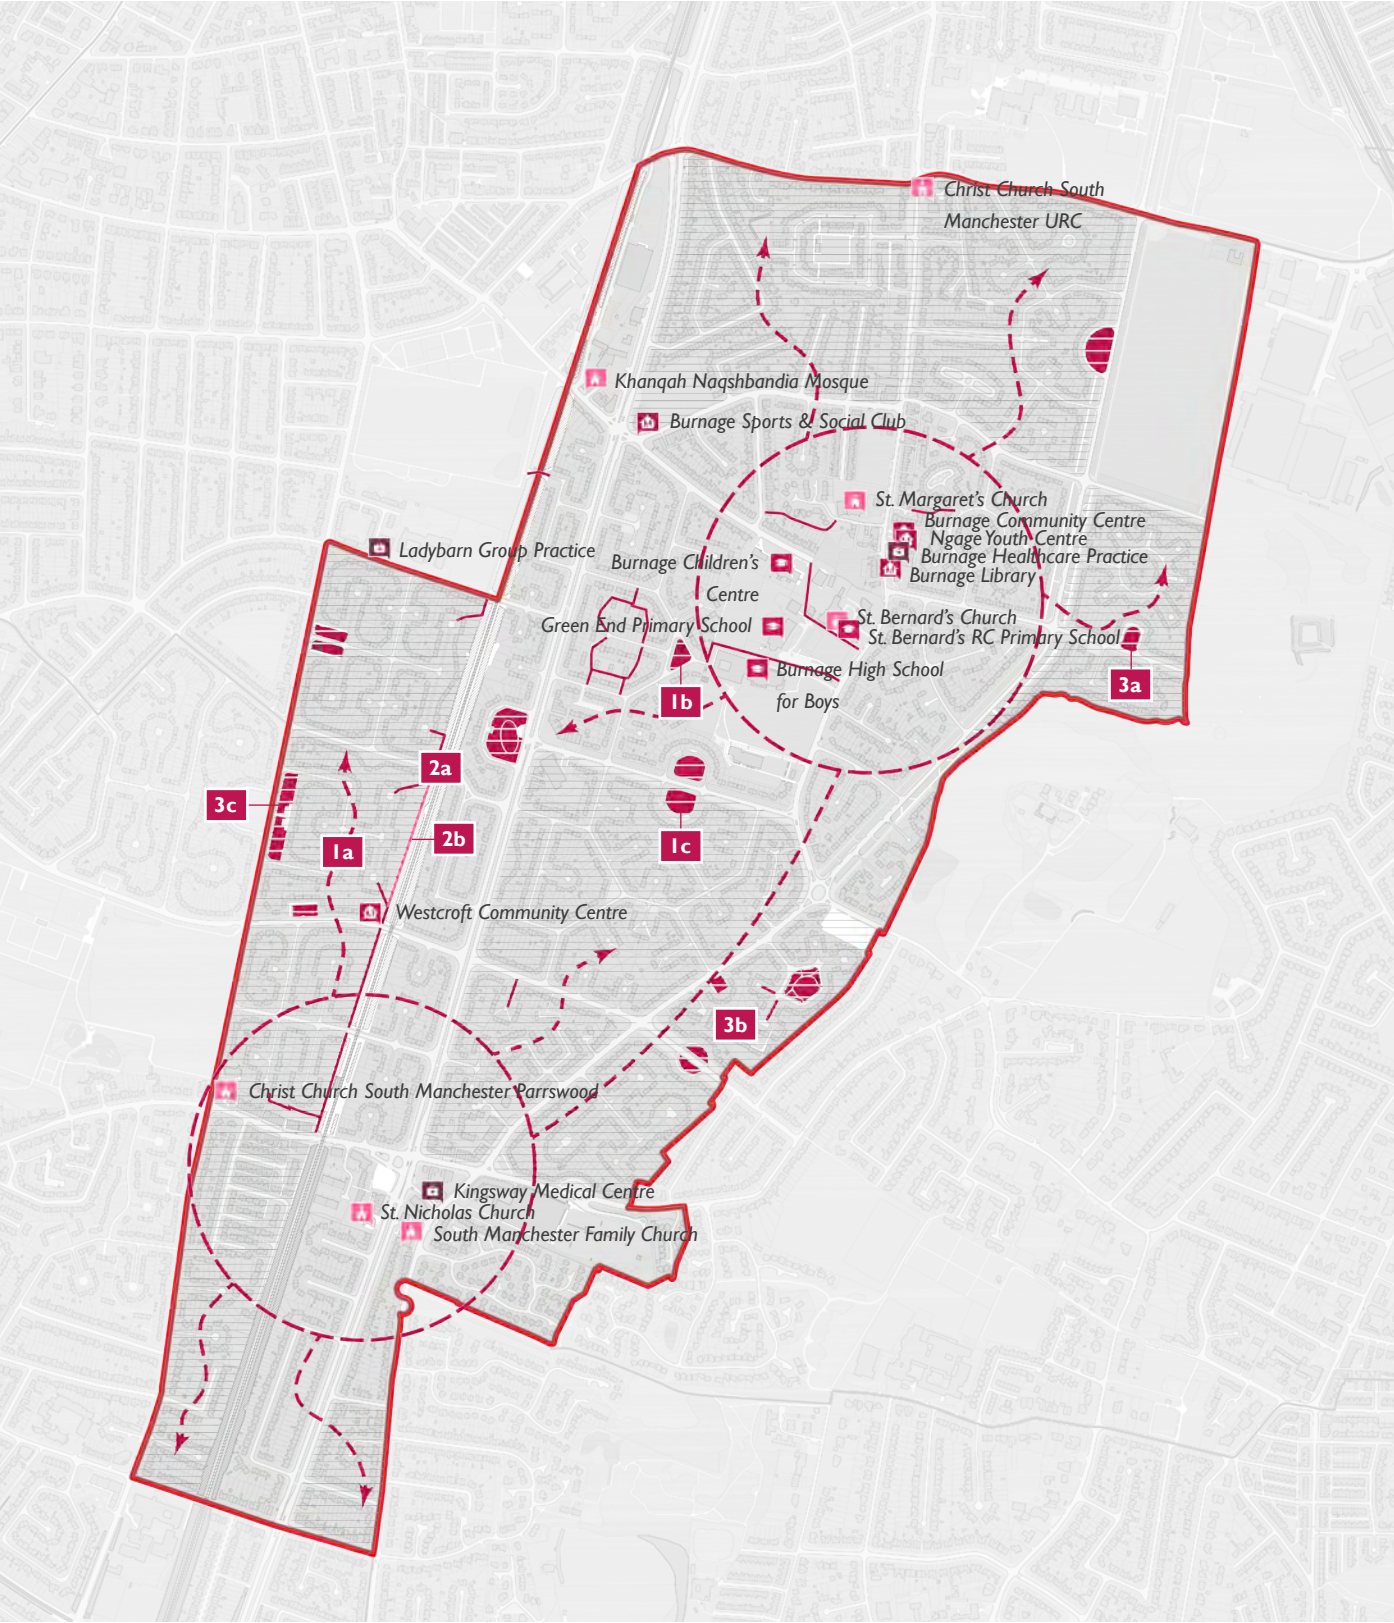 Christ Church South
Manchester URC
Khanqah Naqshbandia Mosque
Burnage Sports & Social Club
St. Margaret's Church
Burnage Community Centre
Ngage Youth Centre
Burnage Healthcare Practice
Burnage Library
Ladybarn Group Practice
Burnage Children's
Centre
Green End Primary School
St. Bernard's Church
St. Bernard's RC Primary School
Burnage High School
for Boys
3a
1b
2a
3c
2b
1a
1c
Westcroft Community Centre
3b
Christ Church South Manchester Parrswood
Kingsway Medical Centre
St. Nicholas Church
South Manchester Family Church